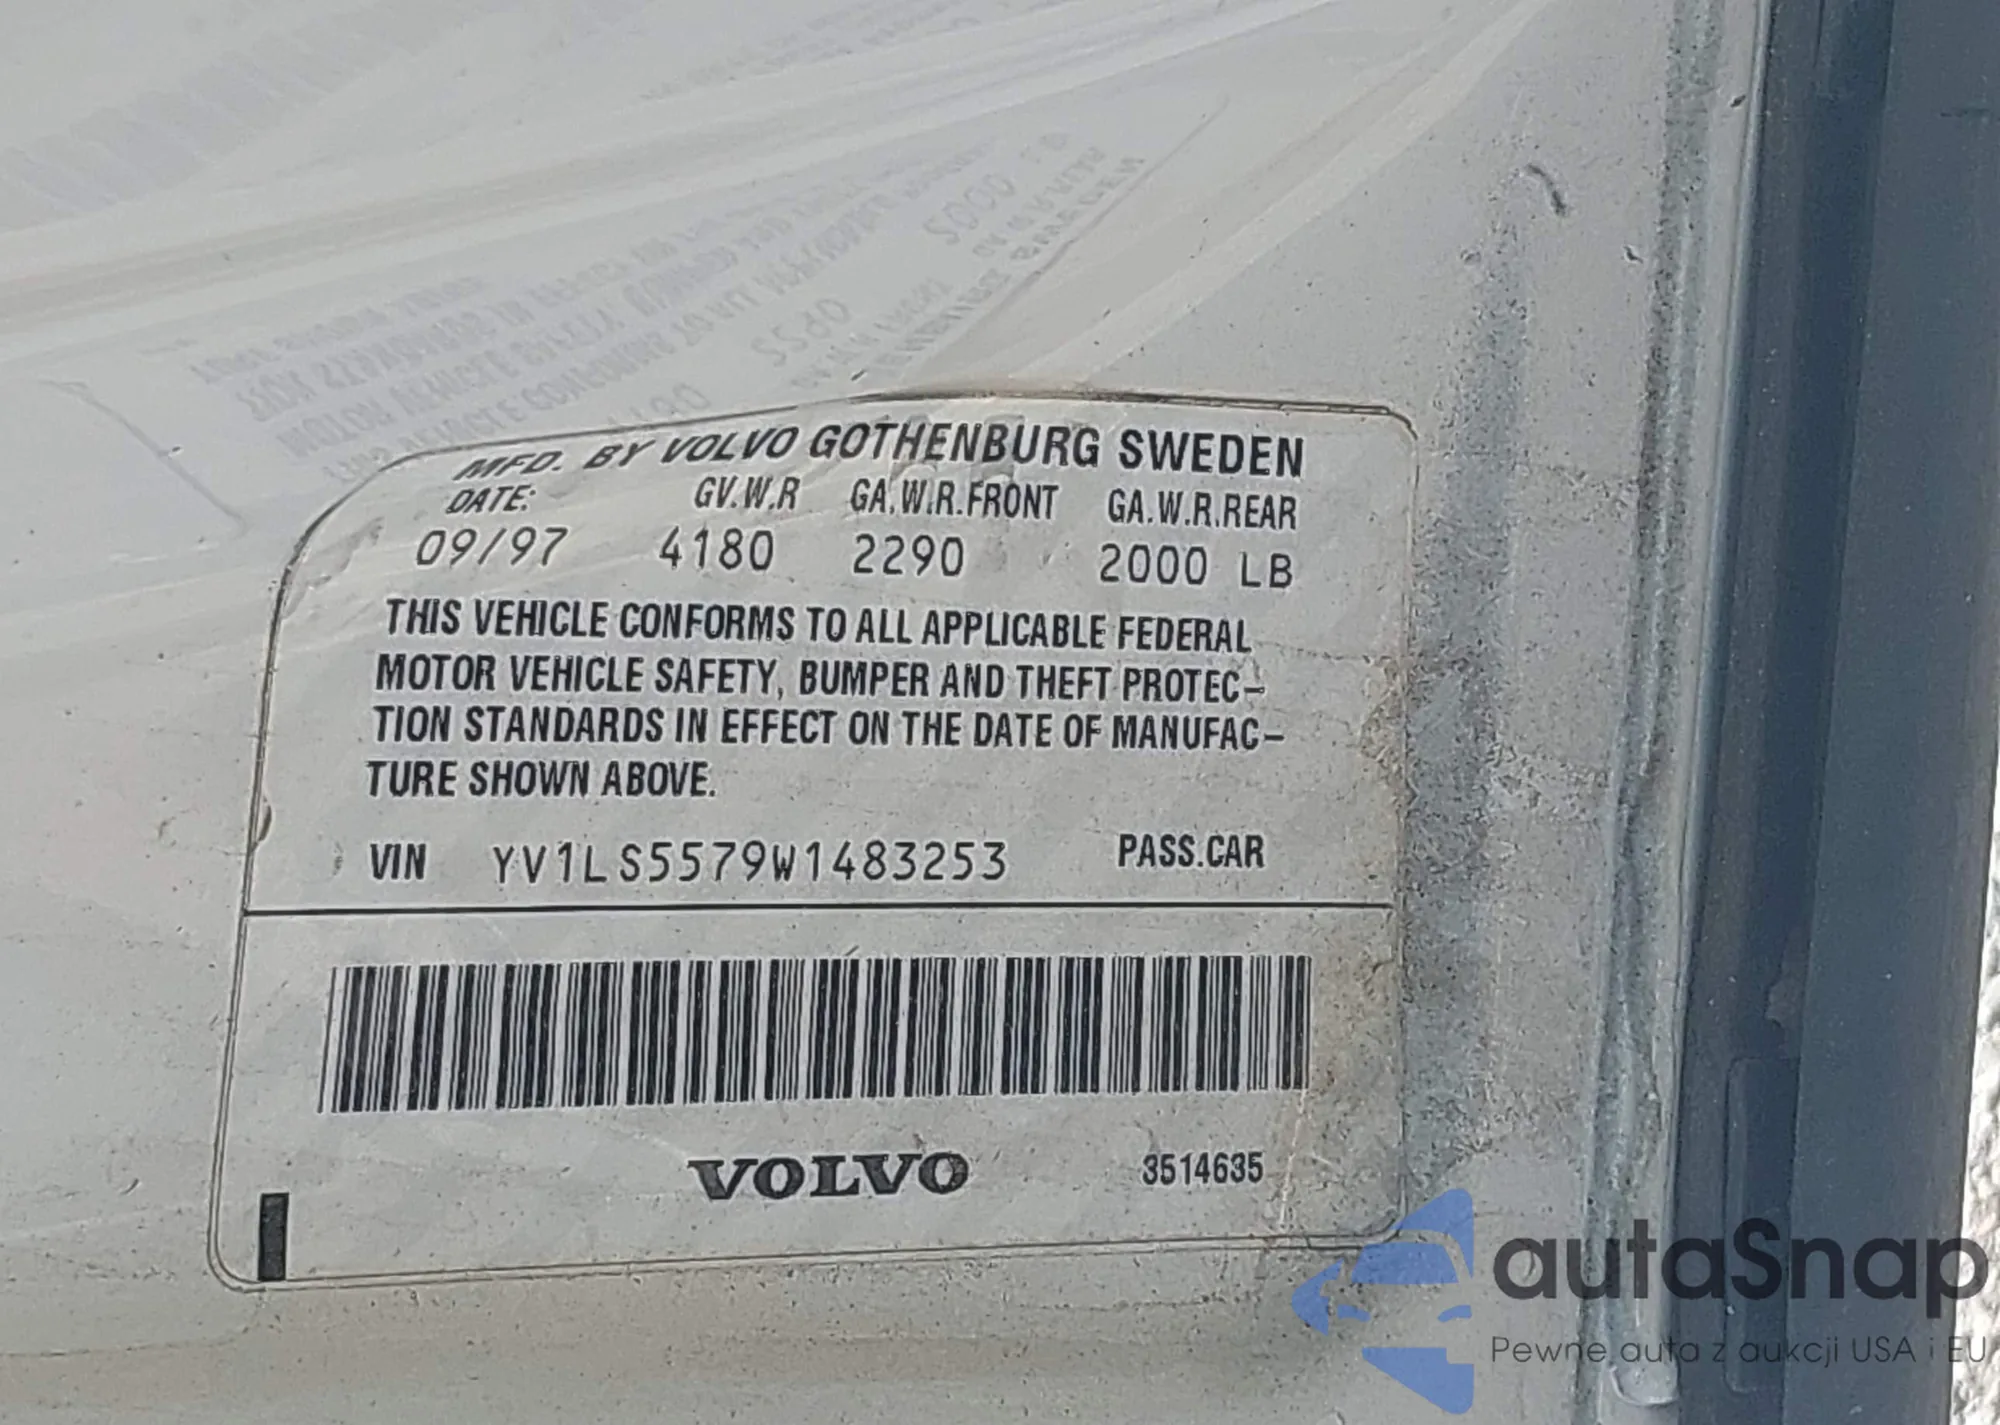 MFD. BY VOLVO GOTHENBURG SWEDEN
DATE: GV.W.R GA.W.R.FRONT GA.W.R.REAR
09/97 4180 2290 2000 LB
THIS VEHICLE CONFORMS TO ALL APPLICABLE FEDERAL
MOTOR VEHICLE SAFETY, BUMPER AND THEFT PROTEC-
TION STANDARDS IN EFFECT ON THE DATE OF MANUFAC-
TURE SHOWN ABOVE.
VIN YV1LS5579W1483253 PASS.CAR
VOLVO 3514635
autaSnap
Pewne auta z aukcji USA i EU